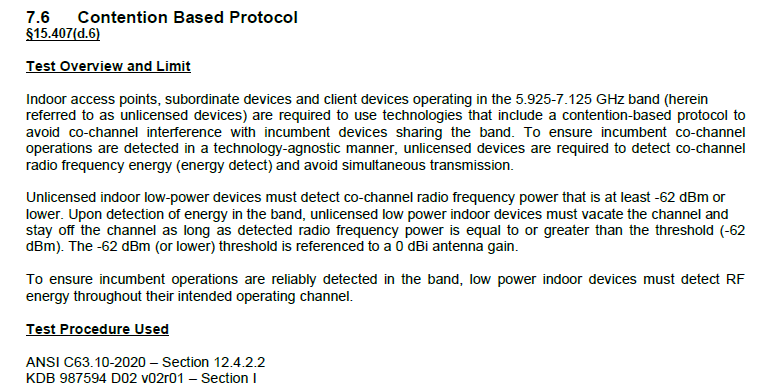 7.6 Contention Based Protocol
§15.407(d.6)
Test Overview and Limit
Indoor access points, subordinate devices and client devices operating in the 5.925-7.125 GHz band (herein
referred to as unlicensed devices) are required to use technologies that include a contention-based protocol to
avoid co-channel interference with incumbent devices sharing the band. To ensure incumbent co-channel
operations are detected in a technology-agnostic manner, unlicensed devices are required to detect co-channel
radio frequency energy (energy detect) and avoid simultaneous transmission.
Unlicensed indoor low-power devices must detect co-channel radio frequency power that is at least -62 dBm or
lower. Upon detection of energy in the band, unlicensed low power indoor devices must vacate the channel and
stay off the channel as long as detected radio frequency power is equal to or greater than the threshold (-62
dBm). The -62 dBm (or lower) threshold is referenced to a 0 dBi antenna gain.
To ensure incumbent operations are reliably detected in the band, low power indoor devices must detect RF
energy throughout their intended operating channel.
Test Procedure Used
ANSI C63.10-2020 – Section 12.4.2.2
KDB 987594 D02 v02r01 – Section I